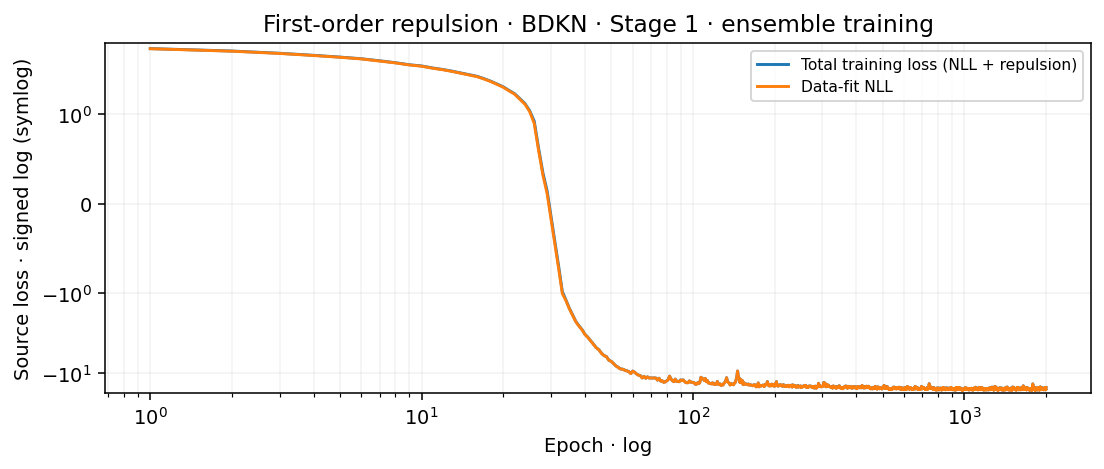 First-order repulsion · BDKN · Stage 1 · ensemble training
Total training loss (NLL + repulsion)
Data-fit NLL
Source loss · signed log (symlog)
10⁰
0
−10⁰
−10¹
10⁰
10¹
10²
10³
Epoch · log